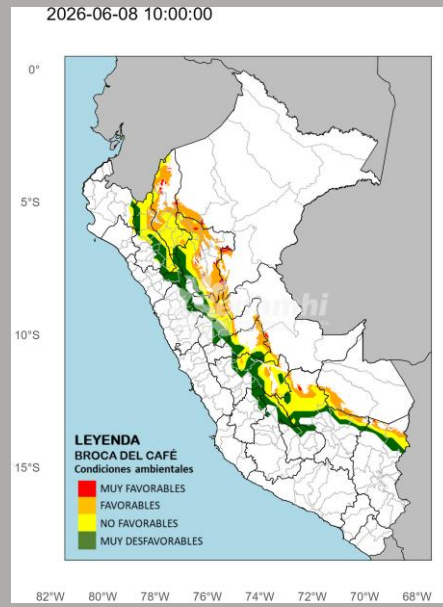 2026-06-08 10:00:00
0°
5°S
10°S
15°S
LEYENDA
BROCA DEL CAFÉ
Condiciones ambientales
MUY FAVORABLES
FAVORABLES
NO FAVORABLES
MUY DESFAVORABLES
82°W 80°W 78°W 76°W 74°W 72°W 70°W 68°W